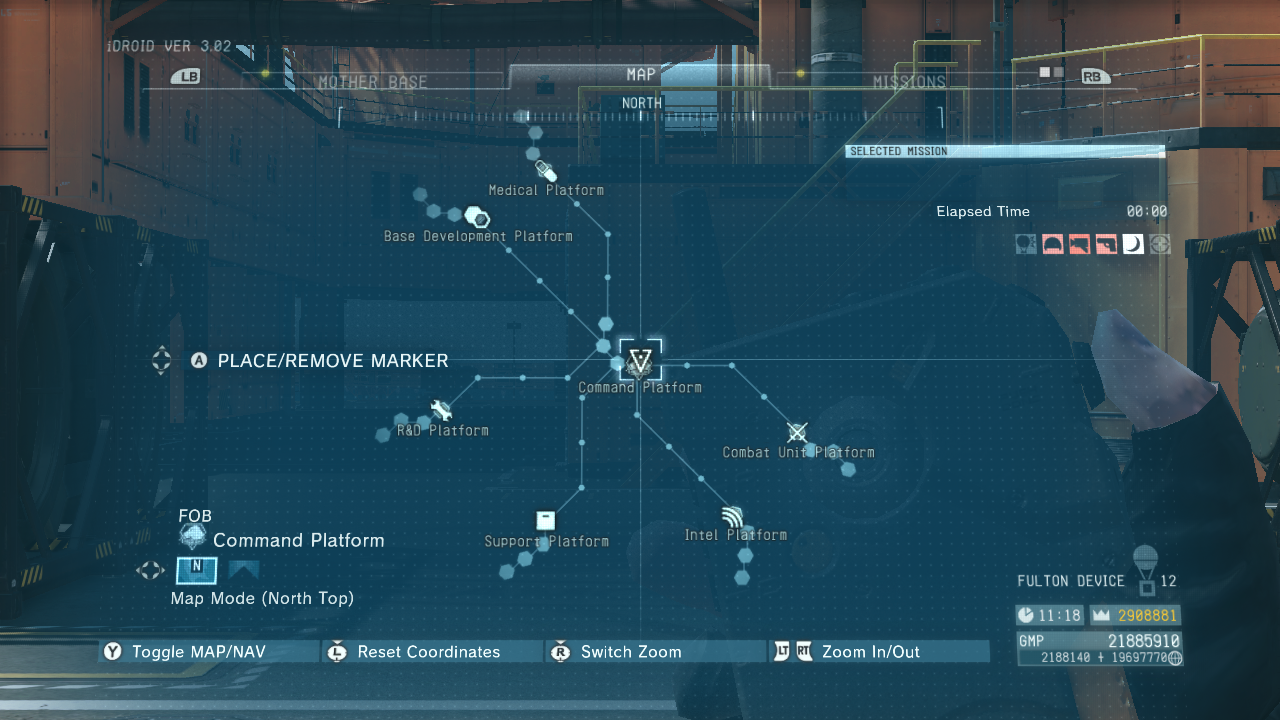 iDROID VER 3.02
LB
MOTHER BASE
MAP
MISSIONS
RB
NORTH
SELECTED MISSION
Medical Platform
Elapsed Time 00:00
Base Development Platform
A PLACE/REMOVE MARKER
Command Platform
R&D Platform
Combat Unit Platform
FOB
Command Platform
Support Platform
Intel Platform
N
Map Mode (North Top)
FULTON DEVICE 12
11:18 2908881
GMP 21885910
2188140 + 19697770
Y Toggle MAP/NAV
L Reset Coordinates
R Switch Zoom
LT RT Zoom In/Out